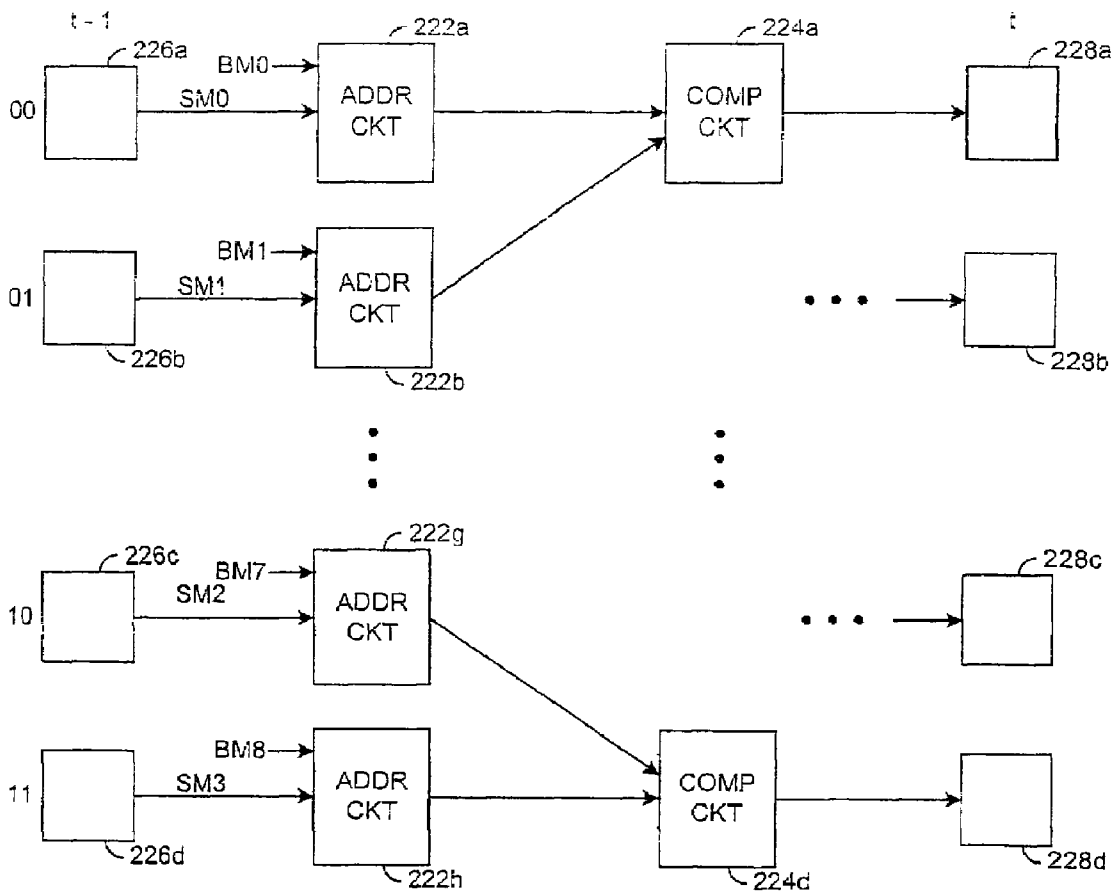 t - 1
226a
222a
224a
t
228a
BM0
00
SM0
ADDR
CKT
COMP
CKT
BM1
01
SM1
ADDR
CKT
226b
222b
228b
222g
226c
BM7
228c
10
SM2
ADDR
CKT
BM8
11
SM3
ADDR
CKT
COMP
CKT
226d
222h
224d
228d